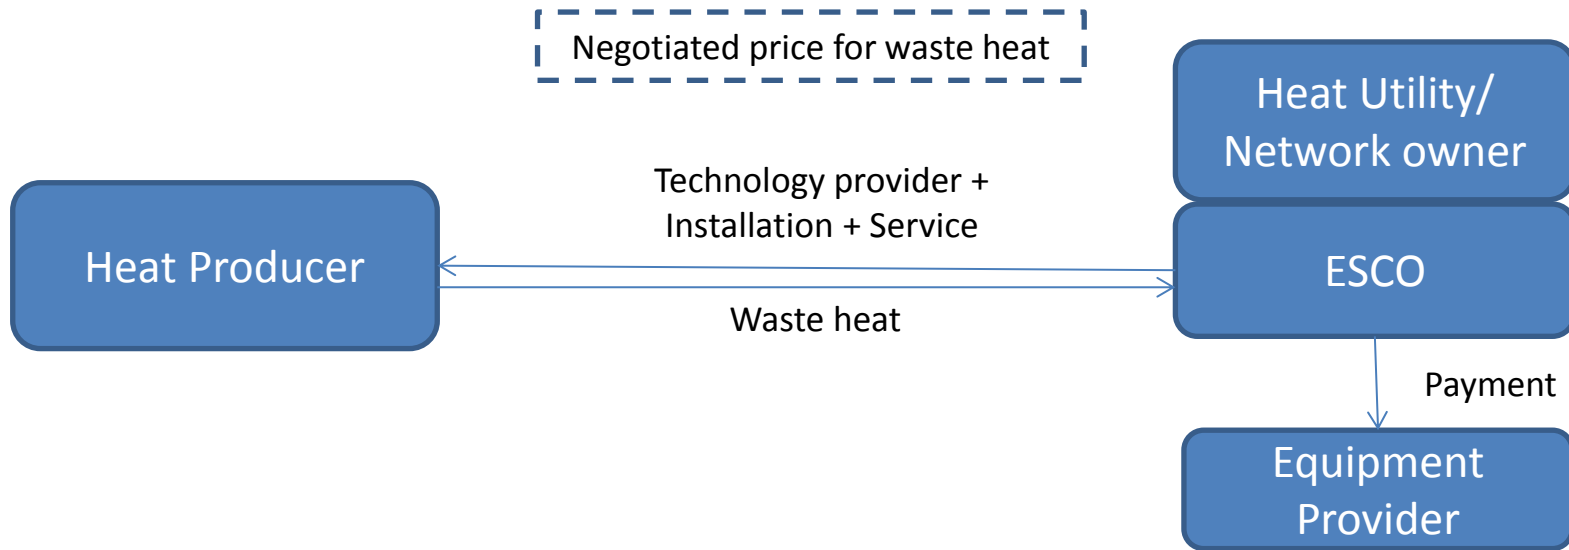 Negotiated price for waste heat
Heat Utility/
Network owner
Technology provider +
Installation + Service
Heat Producer
ESCO
Waste heat
Payment
Equipment
Provider